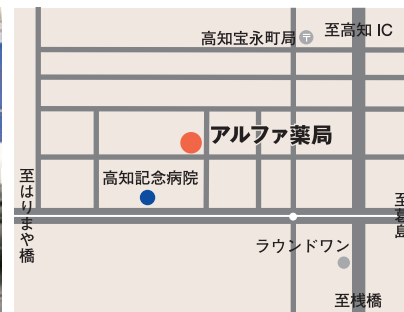 至高知 IC
高知宝永町局
アルファ薬局
高知記念病院
至はりまや橋
至葛島
ラウンドワン
至桟橋